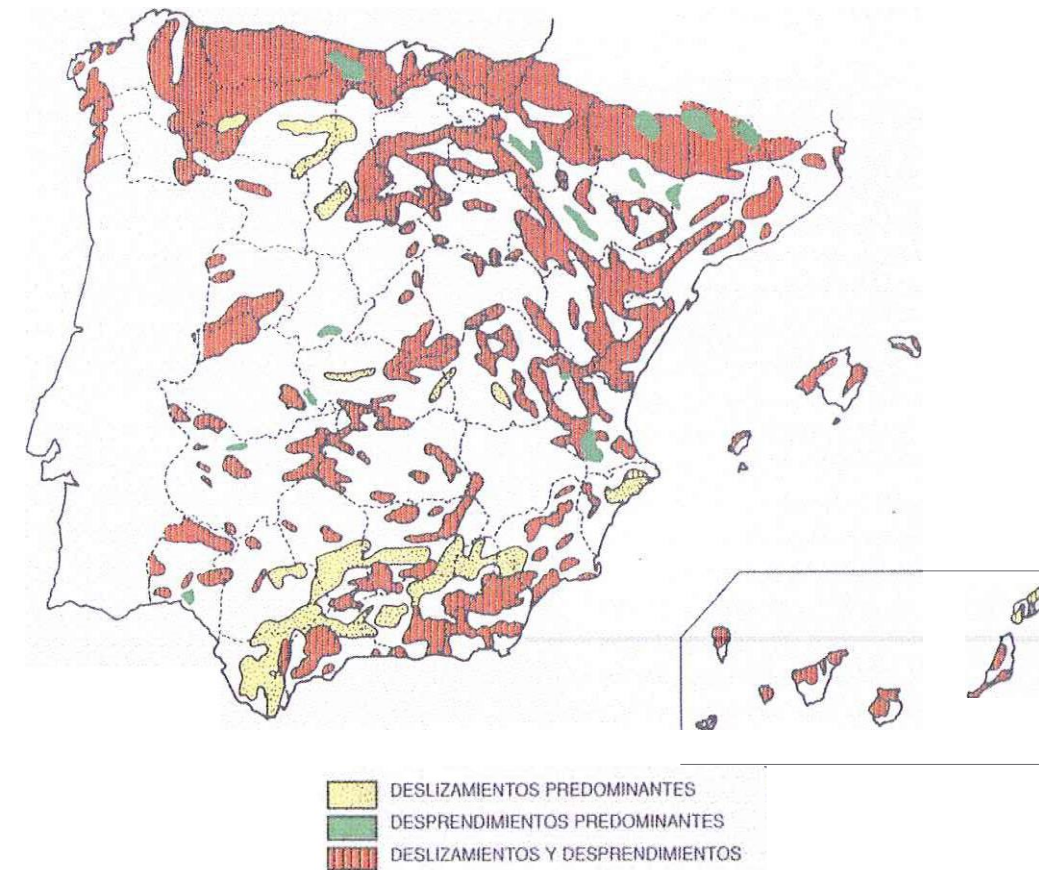 DESLIZAMIENTOS PREDOMINANTES
DESPRENDIMIENTOS PREDOMINANTES
DESLIZAMIENTOS Y DESPRENDIMIENTOS